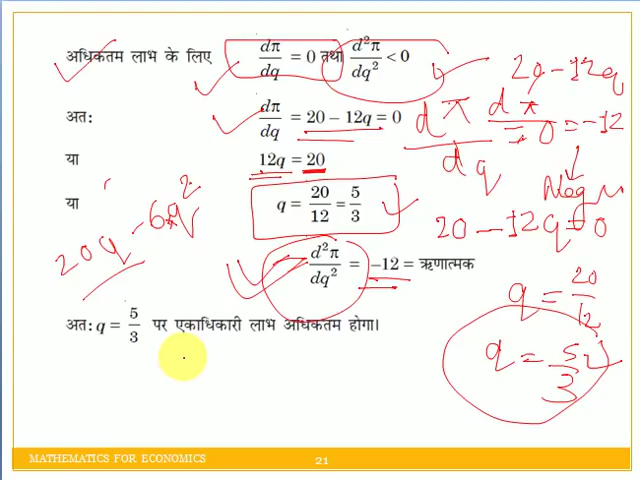 अधिकतम लाभ के लिए dπ/dq = 0 तथा d²π/dq² < 0
अत: dπ/dq = 20 − 12q = 0
या 12q = 20
या q = 20/12 = 5/3
d²π/dq² = −12 = ऋणात्मक
अत: q = 5/3 पर एकाधिकारी लाभ अधिकतम होगा।
20 − 12q
dπ/dq
= −12
20 − 12q = 0
q = 20/12
q = 5/3
20q − 6q²
MATHEMATICS FOR ECONOMICS
21